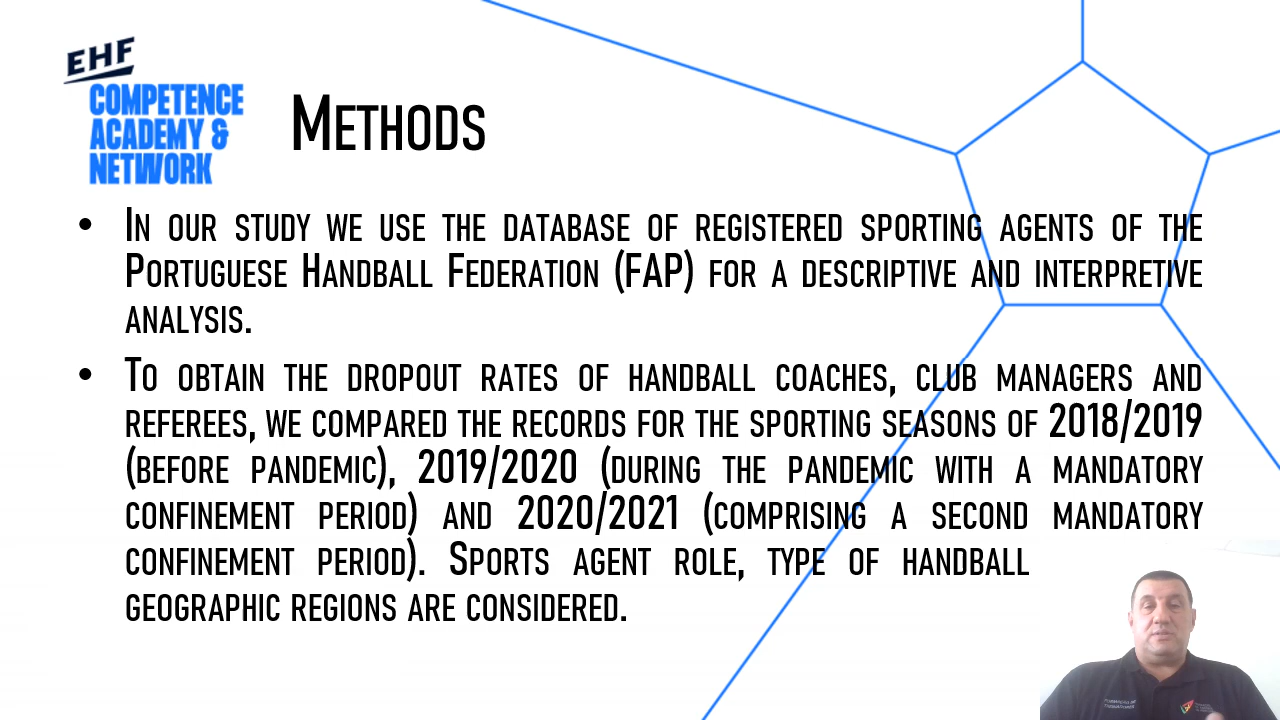 EHF
COMPETENCE
ACADEMY &
NETWORK
METHODS
• IN OUR STUDY WE USE THE DATABASE OF REGISTERED SPORTING AGENTS OF THE
PORTUGUESE HANDBALL FEDERATION (FAP) FOR A DESCRIPTIVE AND INTERPRETIVE
ANALYSIS.
• TO OBTAIN THE DROPOUT RATES OF HANDBALL COACHES, CLUB MANAGERS AND
REFEREES, WE COMPARED THE RECORDS FOR THE SPORTING SEASONS OF 2018/2019
(BEFORE PANDEMIC), 2019/2020 (DURING THE PANDEMIC WITH A MANDATORY
CONFINEMENT PERIOD) AND 2020/2021 (COMPRISING A SECOND MANDATORY
CONFINEMENT PERIOD). SPORTS AGENT ROLE, TYPE OF HANDBALL
GEOGRAPHIC REGIONS ARE CONSIDERED.